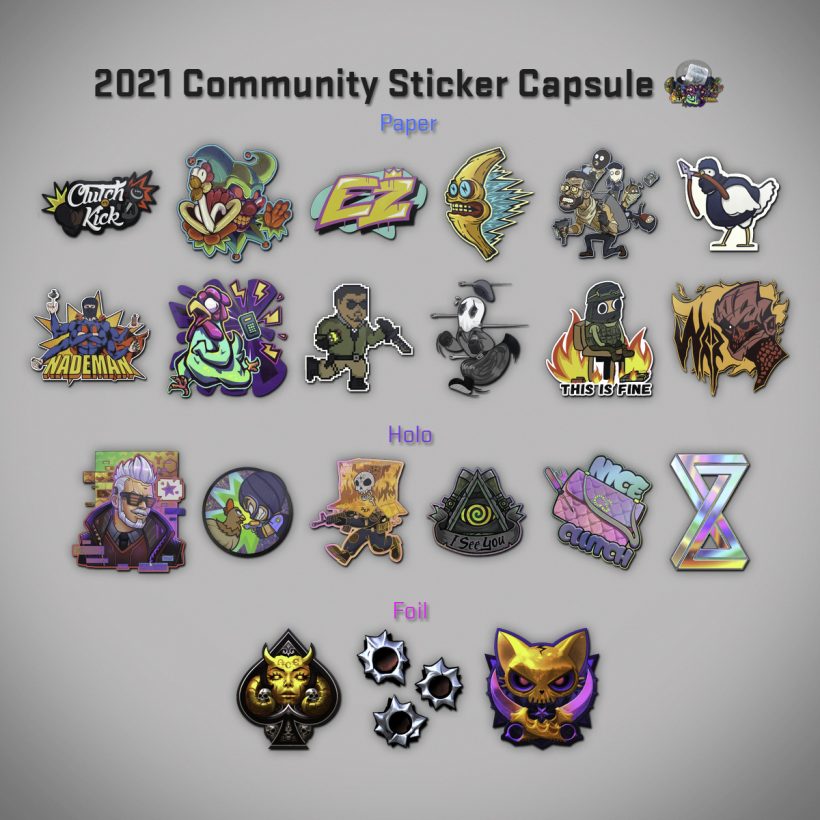 2021 Community Sticker Capsule
Paper
Clutch
or
Kick
EZ
NADEMAN
THIS IS FINE
War
Holo
I See You
NICE
CLUTCH
Foil